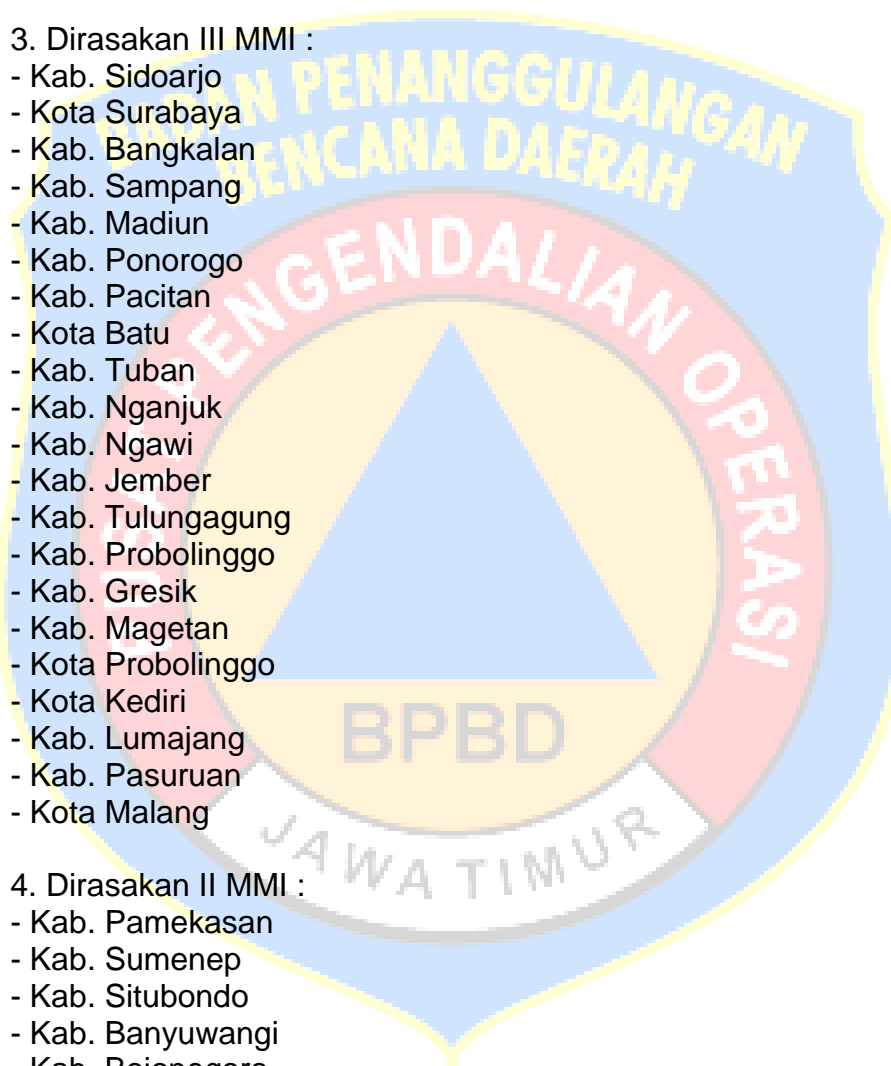 3. Dirasakan III MMI :
- Kab. Sidoarjo
- Kota Surabaya
- Kab. Bangkalan
- Kab. Sampang
- Kab. Madiun
- Kab. Ponorogo
- Kab. Pacitan
- Kota Batu
- Kab. Tuban
- Kab. Nganjuk
- Kab. Ngawi
- Kab. Jember
- Kab. Tulungagung
- Kab. Probolinggo
- Kab. Gresik
- Kab. Magetan
- Kota Probolinggo
- Kota Kediri
- Kab. Lumajang
- Kab. Pasuruan
- Kota Malang
4. Dirasakan II MMI :
- Kab. Pamekasan
- Kab. Sumenep
- Kab. Situbondo
- Kab. Banyuwangi
- Kab. Bojonegoro
BADAN PENANGGULANGAN
BENCANA DAERAH
PUSAT PENGENDALIAN OPERASI
BPBD
JAWA TIMUR